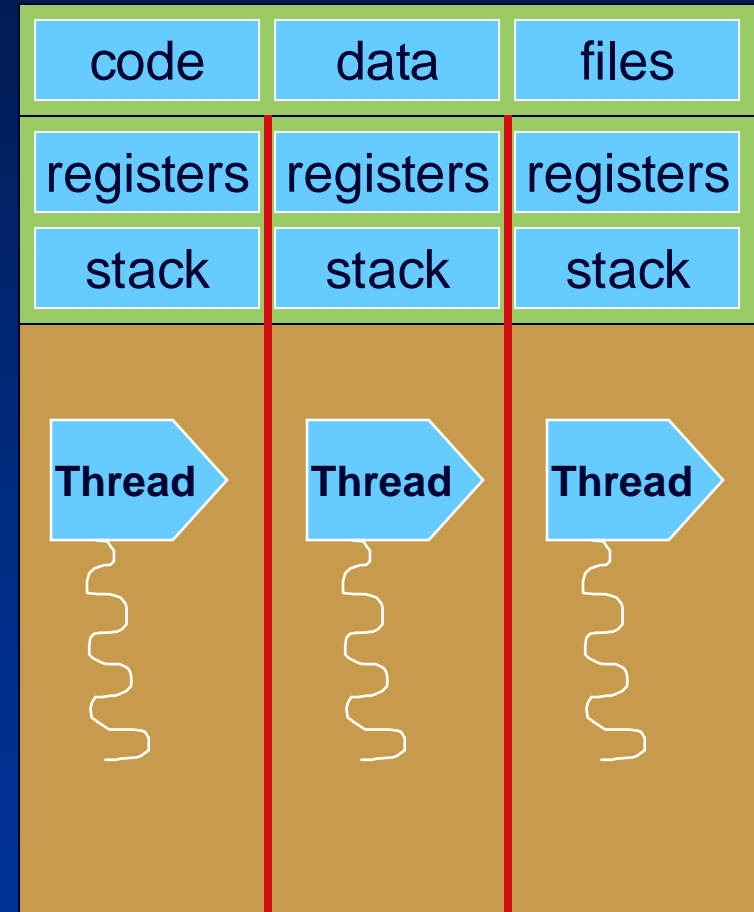 code data files
registers registers registers
stack stack stack
Thread Thread Thread